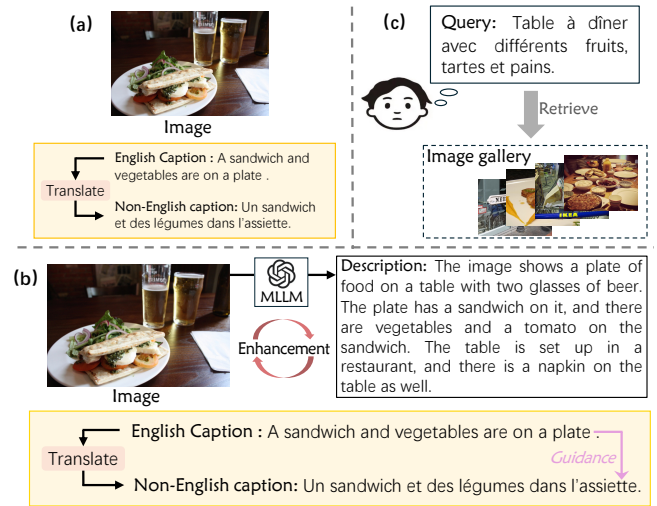 (a)
Image
English Caption : A sandwich and
vegetables are on a plate .
Translate
Non-English caption: Un sandwich
et des légumes dans l'assiette.
(c)
Query: Table à dîner
avec différents fruits,
tartes et pains.
Retrieve
Image gallery
IKEA
(b)
Image
MLLM
Enhancement
Description: The image shows a plate of
food on a table with two glasses of beer.
The plate has a sandwich on it, and there
are vegetables and a tomato on the
sandwich. The table is set up in a
restaurant, and there is a napkin on the
table as well.
English Caption : A sandwich and vegetables are on a plate .
Translate
Guidance
Non-English caption: Un sandwich et des légumes dans l'assiette.